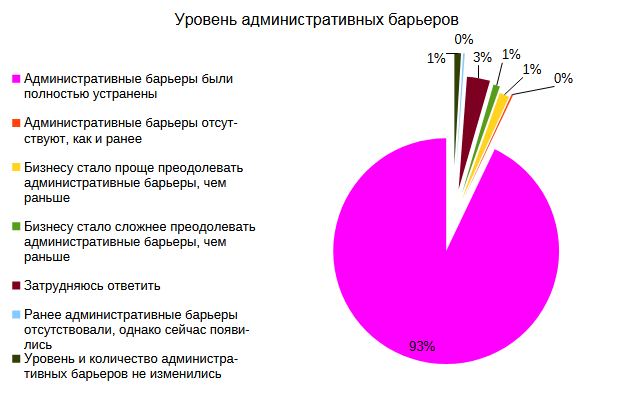 Уровень административных барьеров
0%
1%
3%
1%
1%
0%
Административные барьеры были
полностью устранены
Административные барьеры отсут-
ствуют, как и ранее
Бизнесу стало проще преодолевать
административные барьеры, чем
раньше
Бизнесу стало сложнее преодолевать
административные барьеры, чем
раньше
Затрудняюсь ответить
Ранее административные барьеры
отсутствовали, однако сейчас появи-
лись
Уровень и количество администра-
тивных барьеров не изменились
93%